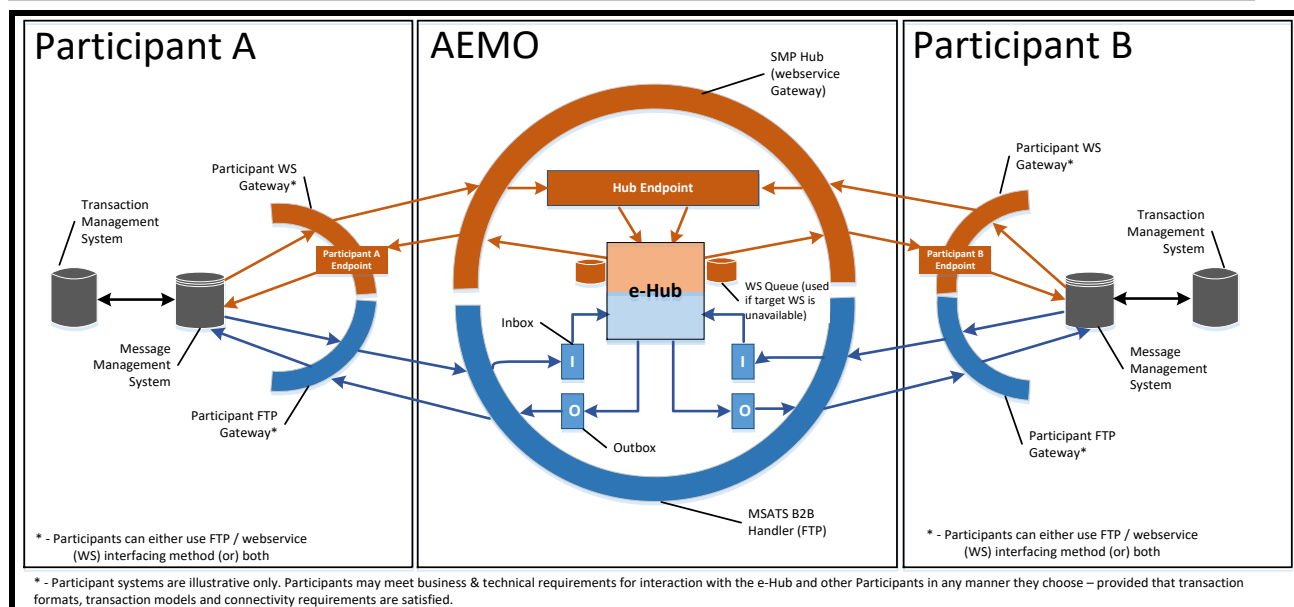 Participant A
AEMO
Participant B
SMP Hub
(webservice
Gateway)
Participant WS
Gateway*
Transaction
Management
System
Participant A
Endpoint
Message
Management
System
Participant FTP
Gateway*
Hub Endpoint
e-Hub
WS Queue (used
if target WS is
unavailable)
Inbox
I
I
O
O
Outbox
MSATS B2B
Handler (FTP)
Participant WS
Gateway*
Transaction
Management
System
Participant B
Endpoint
Message
Management
System
Participant FTP
Gateway*
* - Participants can either use FTP / webservice
(WS) interfacing method (or) both
* - Participants can either use FTP / webservice
(WS) interfacing method (or) both
* - Participant systems are illustrative only. Participants may meet business & technical requirements for interaction with the e-Hub and other Participants in any manner they choose – provided that transaction
formats, transaction models and connectivity requirements are satisfied.